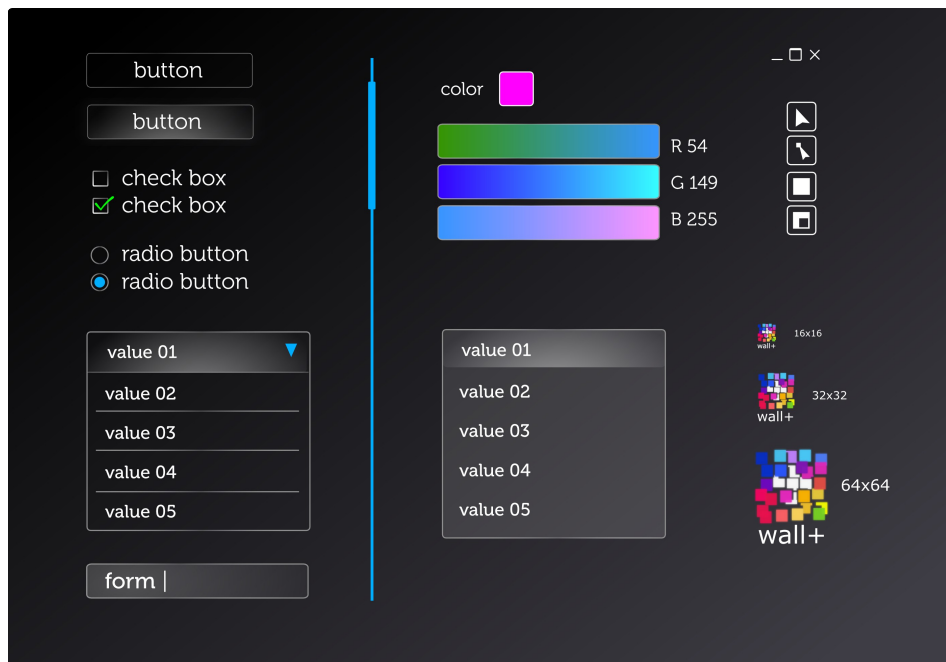 button
button
check box
check box
radio button
radio button
value 01
value 02
value 03
value 04
value 05
form
color
R 54
G 149
B 255
value 01
value 02
value 03
value 04
value 05
wall+
16x16
wall+
32x32
wall+
64x64